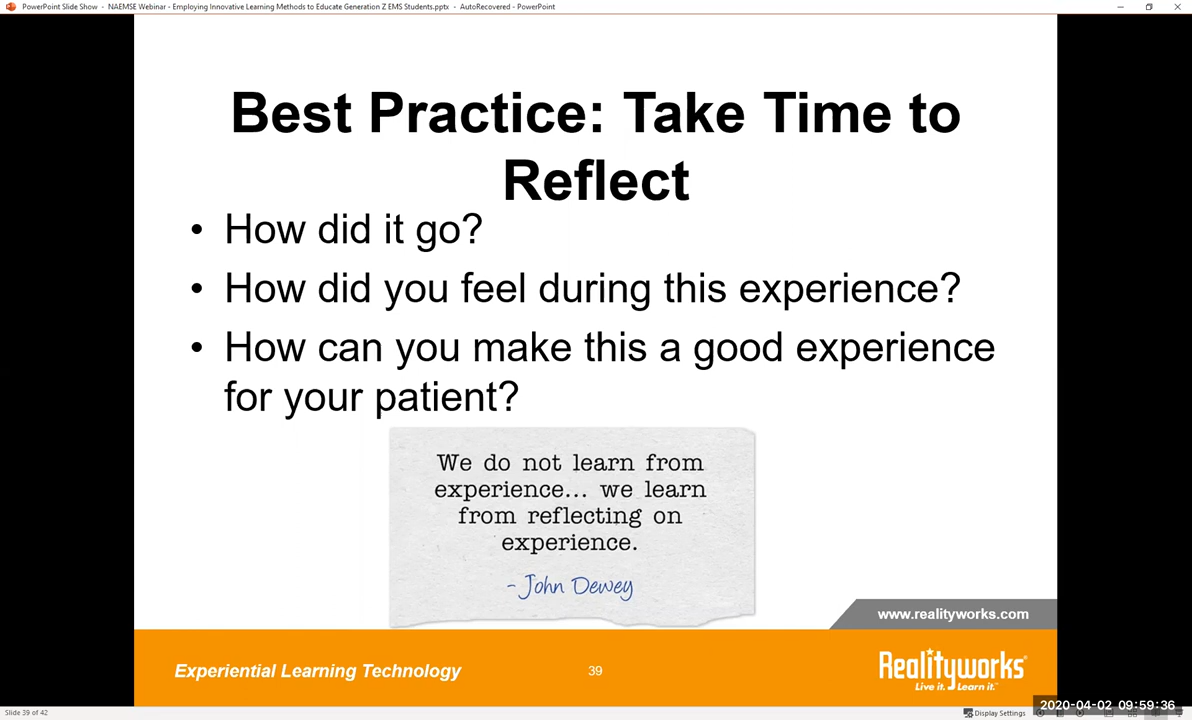 PowerPoint Slide Show - NAEMSE Webinar - Employing Innovative Learning Methods to Educate Generation Z EMS Students.pptx - AutoRecovered - PowerPoint
Best Practice: Take Time to
Reflect
• How did it go?
• How did you feel during this experience?
• How can you make this a good experience
for your patient?
We do not learn from
experience... we learn
from reflecting on
experience.
- John Dewey
www.realityworks.com
Experiential Learning Technology
39
Realityworks®
Live it. Learn it.™
2020-04-02 09:59:36
Slide 39 of 42
Display Settings